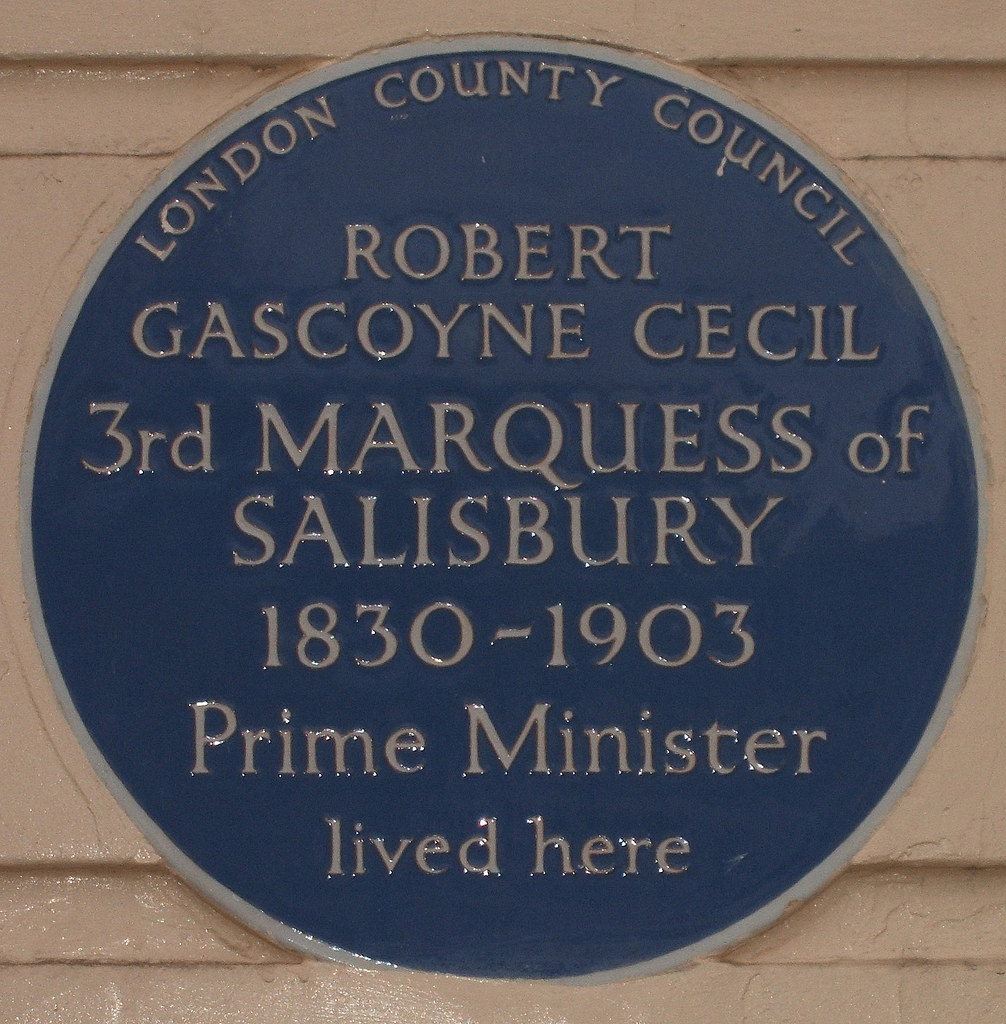 LONDON COUNTY COUNCIL
ROBERT
GASCOYNE CECIL
3rd MARQUESS of
SALISBURY
1830-1903
Prime Minister
lived here